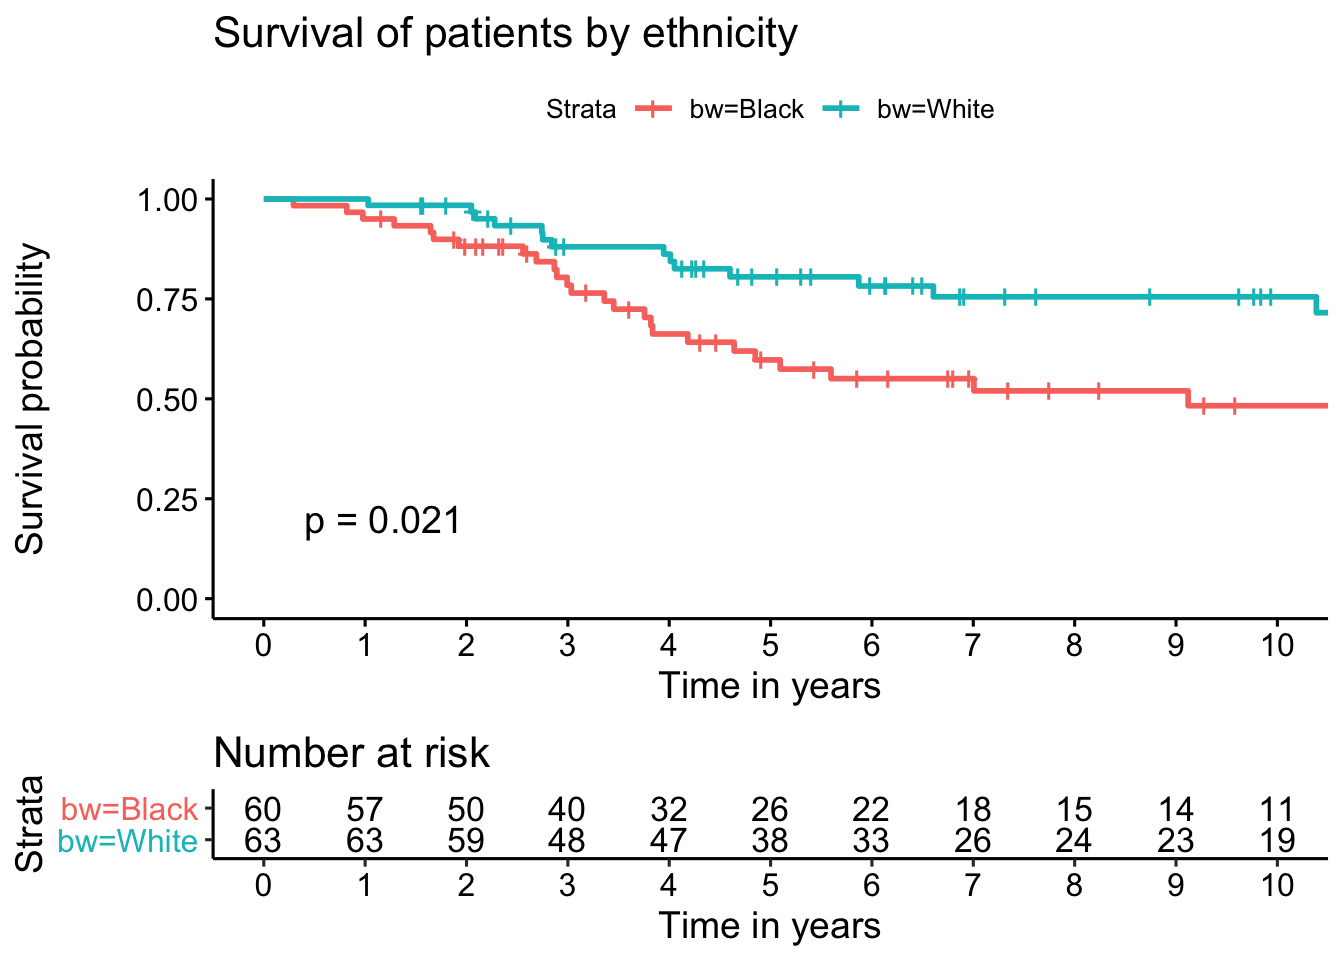 Survival of patients by ethnicity
Strata bw=Black bw=White
Survival probability
1.00
0.75
0.50
0.25
0.00
p = 0.021
0 1 2 3 4 5 6 7 8 9 10
Time in years
Number at risk
Strata
bw=Black 60 57 50 40 32 26 22 18 15 14 11
bw=White 63 63 59 48 47 38 33 26 24 23 19
0 1 2 3 4 5 6 7 8 9 10
Time in years